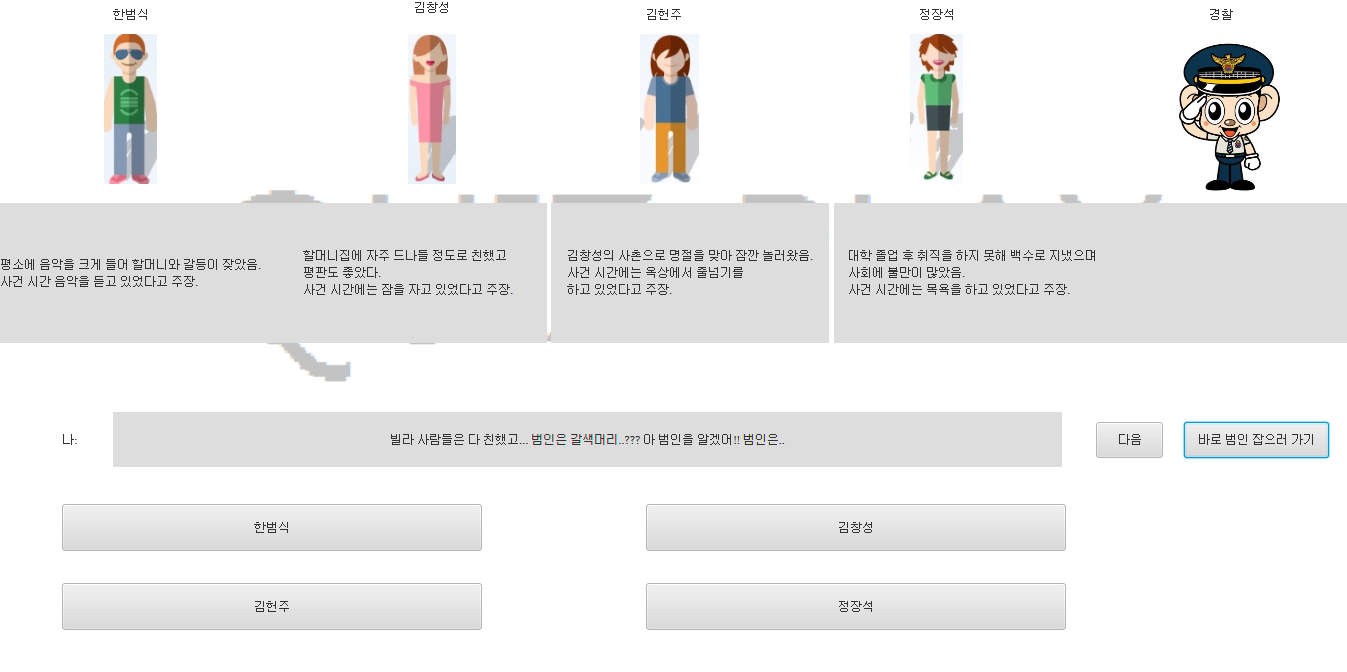 한범식
김창성
김헌주
정장석
경찰
평소에 음악을 크게 들어 할머니와 갈등이 잦았음.
사건 시간 음악을 듣고 있었다고 주장.
할머니집에 자주 드나들 정도로 친했고
평판도 좋았다.
사건 시간에는 잠을 자고 있었다고 주장.
김창성의 사촌으로 명절을 맞아 잠깐 놀러왔음.
사건 시간에는 옥상에서 줄넘기를
하고 있었다고 주장.
대학 졸업 후 취직을 하지 못해 백수로 지냈으며
사회에 불만이 많았음.
사건 시간에는 목욕을 하고 있었다고 주장.
나:
빌라 사람들은 다 친했고... 범인은 갈색머리..??? 아 범인을 알겠어!! 범인은..
다음
바로 범인 잡으러 가기
한범식
김창성
김헌주
정장석